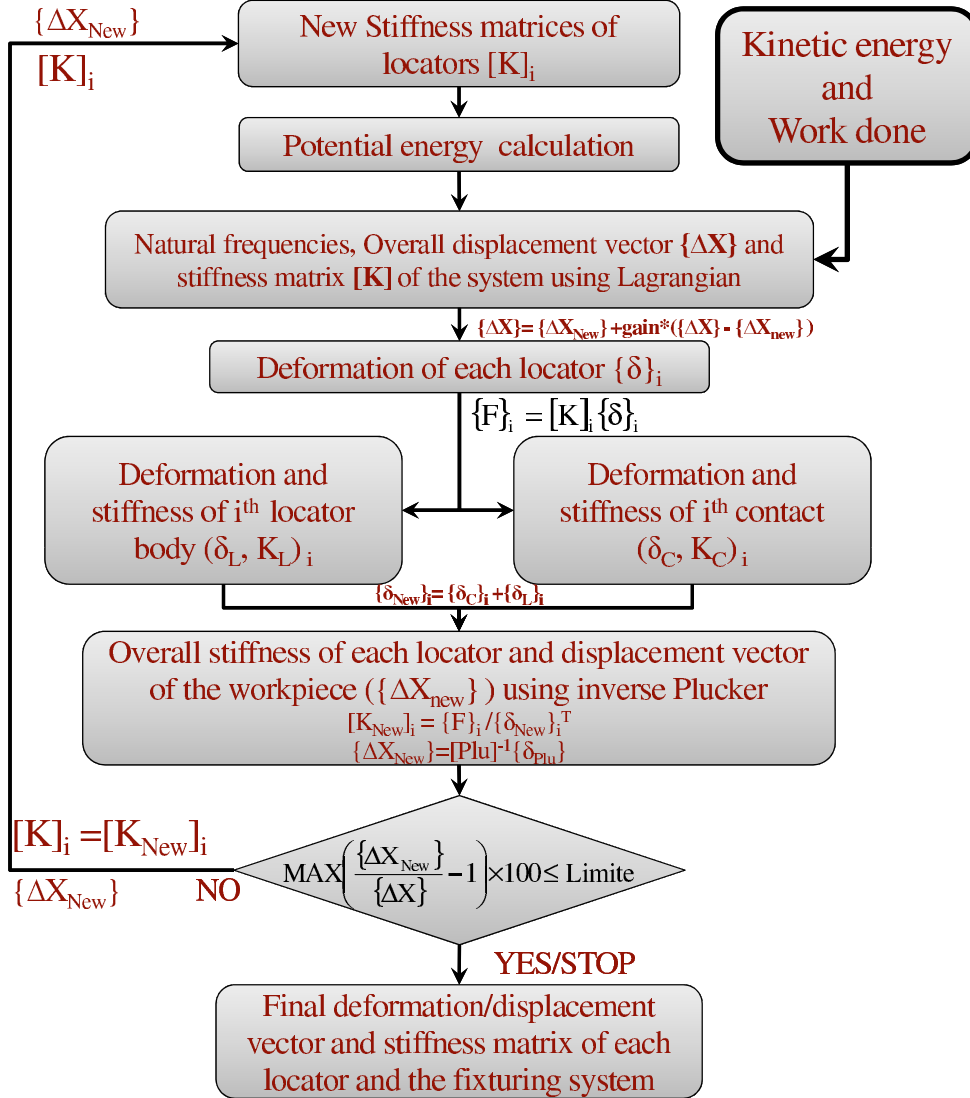 {ΔX_New}
[K]_i
New Stiffness matrices of
locators [K]_i
Kinetic energy
and
Work done
Potential energy calculation
Natural frequencies, Overall displacement vector {ΔX} and
stiffness matrix [K] of the system using Lagrangian
{ΔX}= {ΔX_New} +gain*({ΔX} - {ΔX_new})
Deformation of each locator {δ}_i
{F}_i = [K]_i {δ}_i
Deformation and
stiffness of i^th locator
body (δ_L, K_L)_i
Deformation and
stiffness of i^th contact
(δ_C, K_C)_i
{δ_New}_i = {δ_C}_i + {δ_L}_i
Overall stiffness of each locator and displacement vector
of the workpiece ({ΔX_new}) using inverse Plucker
[K_New]_i = {F}_i /{δ_New}_i^T
{ΔX_New}=[Plu]^-1{δ_Plu}
[K]_i =[K_New]_i
{ΔX_New}
NO
MAX({ΔX_New}/{ΔX} −1)×100≤ Limite
YES/STOP
Final deformation/displacement
vector and stiffness matrix of each
locator and the fixturing system